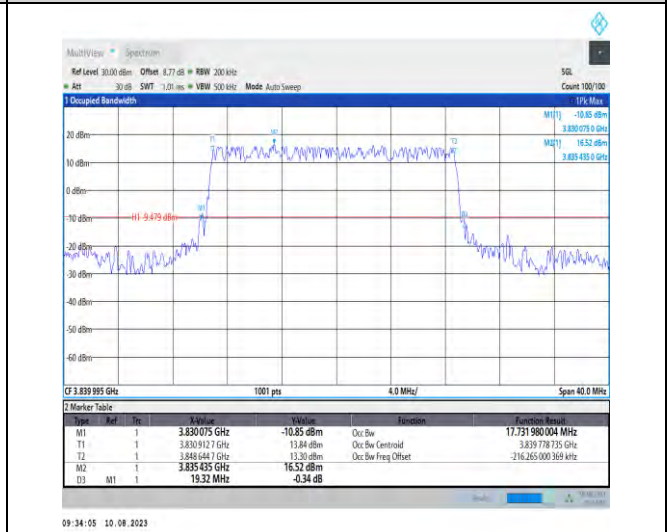 MultiView Spectrum
Ref Level 30.00 dBm Offset 8.77 dB RBW 200 kHz SGL
Att 30 dB SWT 1.01 ms VBW 500 kHz Mode Auto Sweep Count 100/100
1 Occupied Bandwidth 1Pk Max
M1[1] -10.85 dBm
3.830 075 0 GHz
M2[1] 16.52 dBm
3.835 435 0 GHz
20 dBm
T1
M2
T2
10 dBm
0 dBm
M1
-10 dBm
H1 -9.479 dBm
-20 dBm
-30 dBm
-40 dBm
-50 dBm
-60 dBm
CF 3.839 995 GHz 1001 pts 4.0 MHz/ Span 40.0 MHz
2 Marker Table
Type Ref Trc X-Value Y-Value Function Function Result
M1 1 3.830 075 GHz -10.85 dBm Occ Bw 17.731 980 004 MHz
T1 1 3.830 912 7 GHz 13.84 dBm Occ Bw Centroid 3.839 778 735 GHz
T2 1 3.848 644 7 GHz 13.30 dBm Occ Bw Freq Offset -216.265 000 369 kHz
M2 1 3.835 435 GHz 16.52 dBm
D3 M1 1 19.32 MHz -0.34 dB
09:34:05 10.08.2023